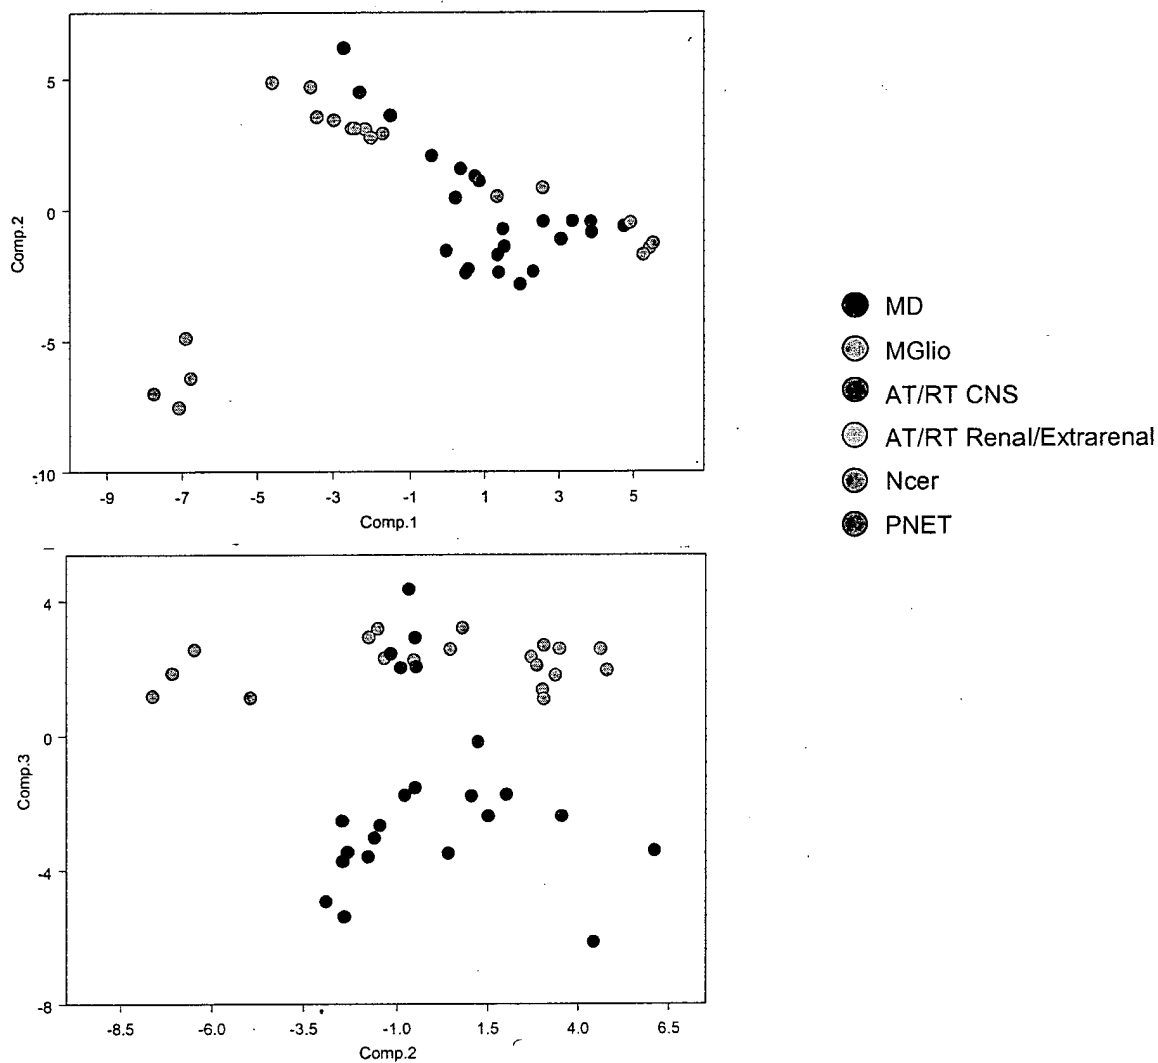 5
0
-5
-10
Comp.2
-9
-7
-5
-3
-1
1
3
5
Comp.1
MD
MGlio
AT/RT CNS
AT/RT Renal/Extrarenal
Ncer
PNET
4
0
-4
-8
Comp.3
-8.5
-6.0
-3.5
-1.0
1.5
4.0
6.5
Comp.2